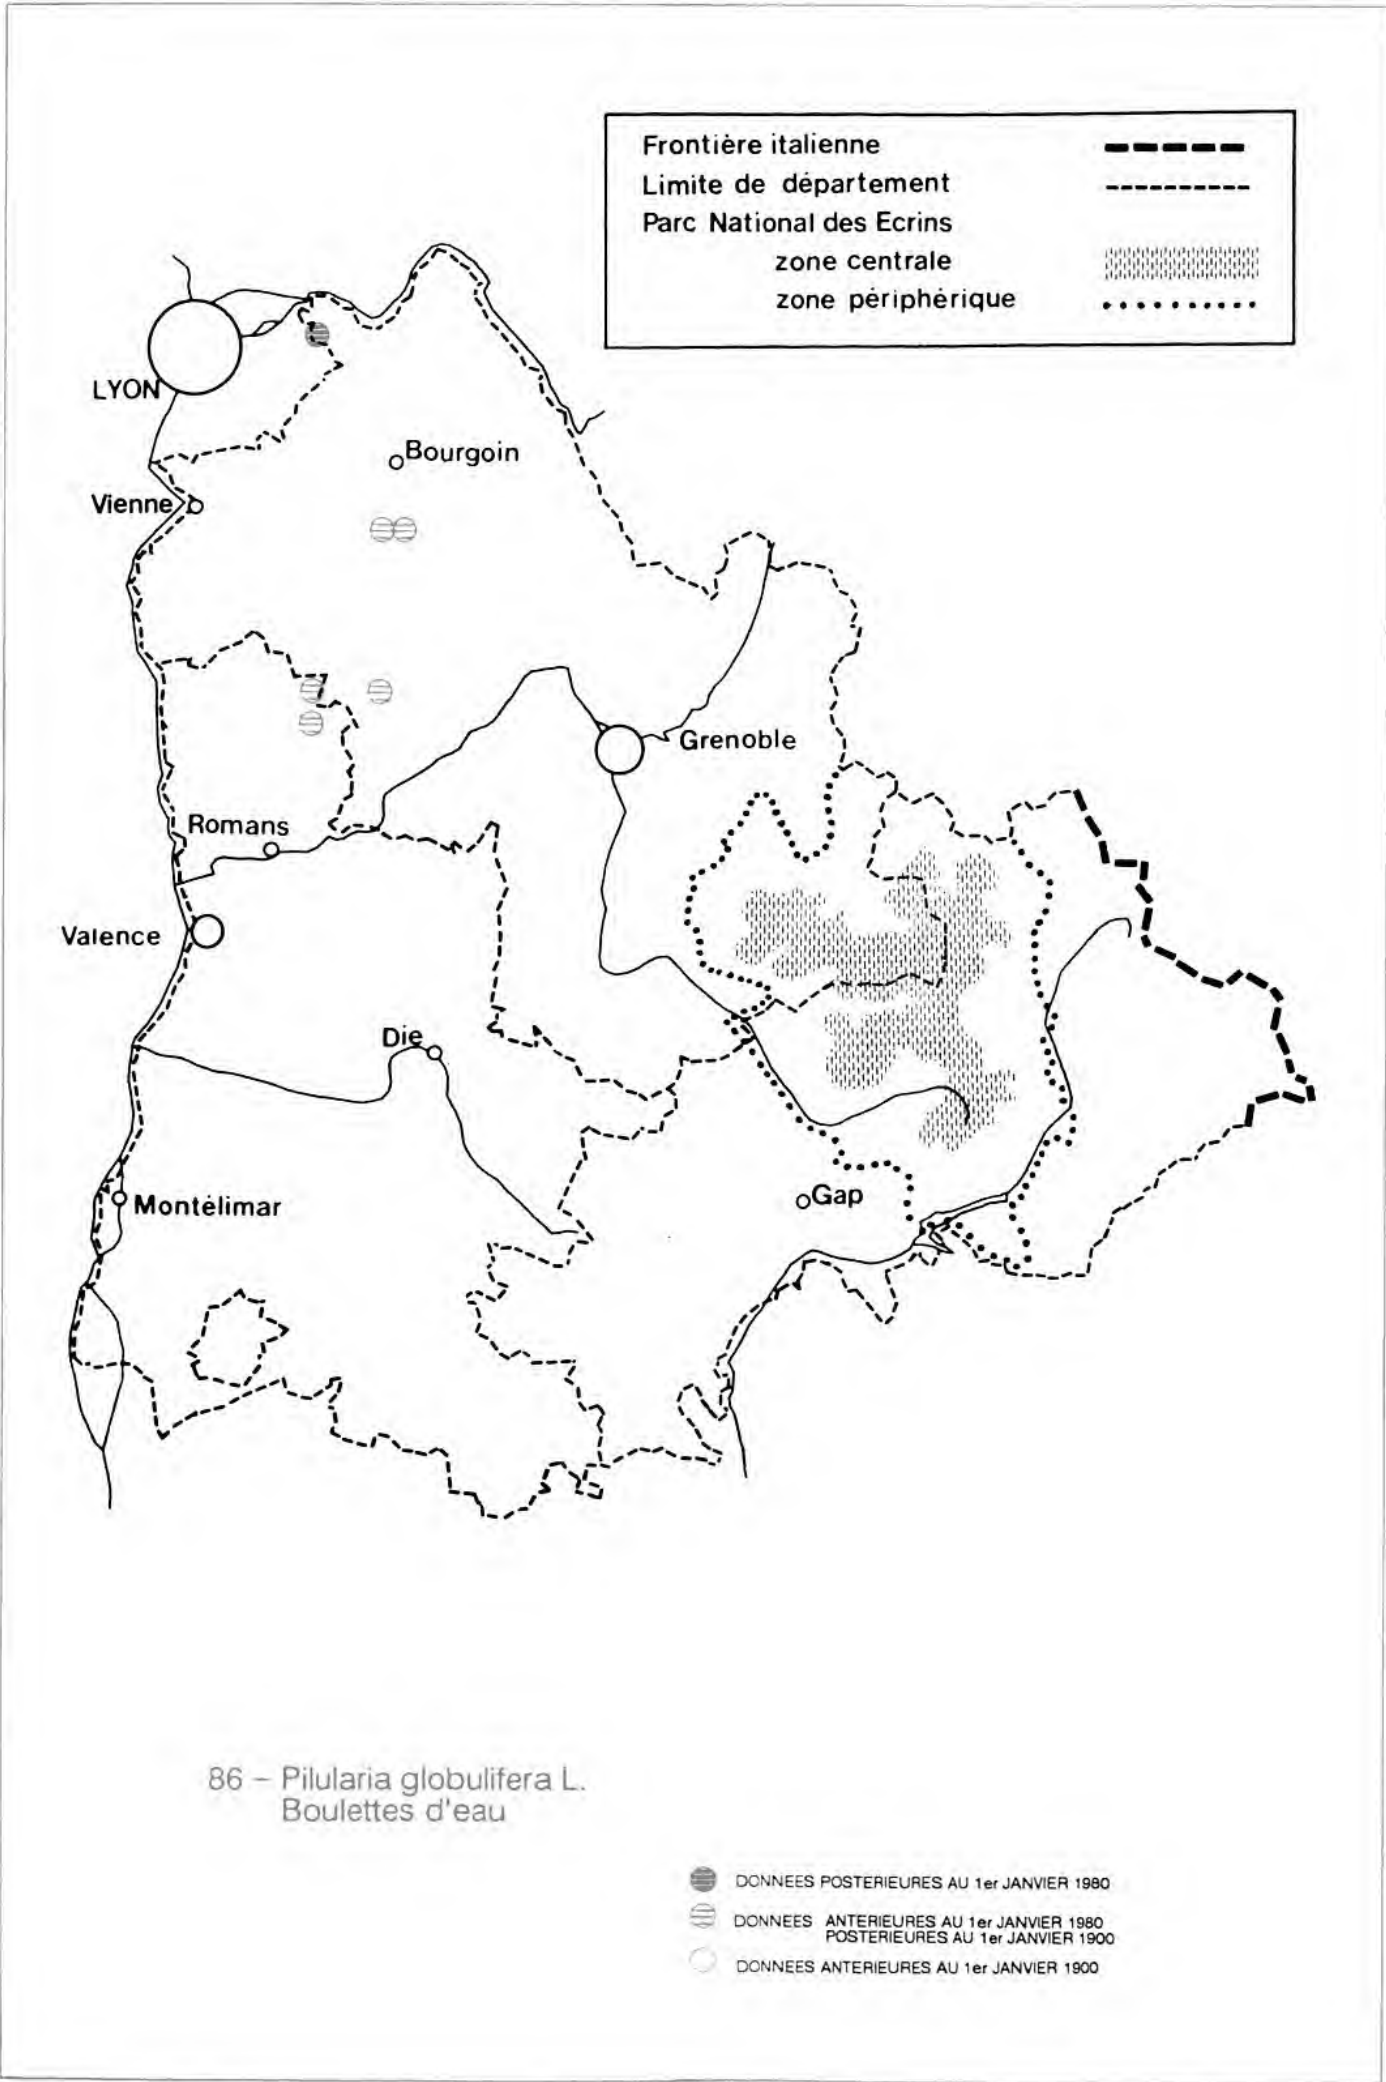 Frontière italienne
Limite de département
Parc National des Ecrins
zone centrale
zone périphérique
LYON
Bourgoin
Vienne
Grenoble
Romans
Valence
Die
Montélimar
Gap
86 – Pilularia globulifera L.
Boulettes d'eau
DONNEES POSTERIEURES AU 1er JANVIER 1980
DONNEES ANTERIEURES AU 1er JANVIER 1980
POSTERIEURES AU 1er JANVIER 1900
DONNEES ANTERIEURES AU 1er JANVIER 1900